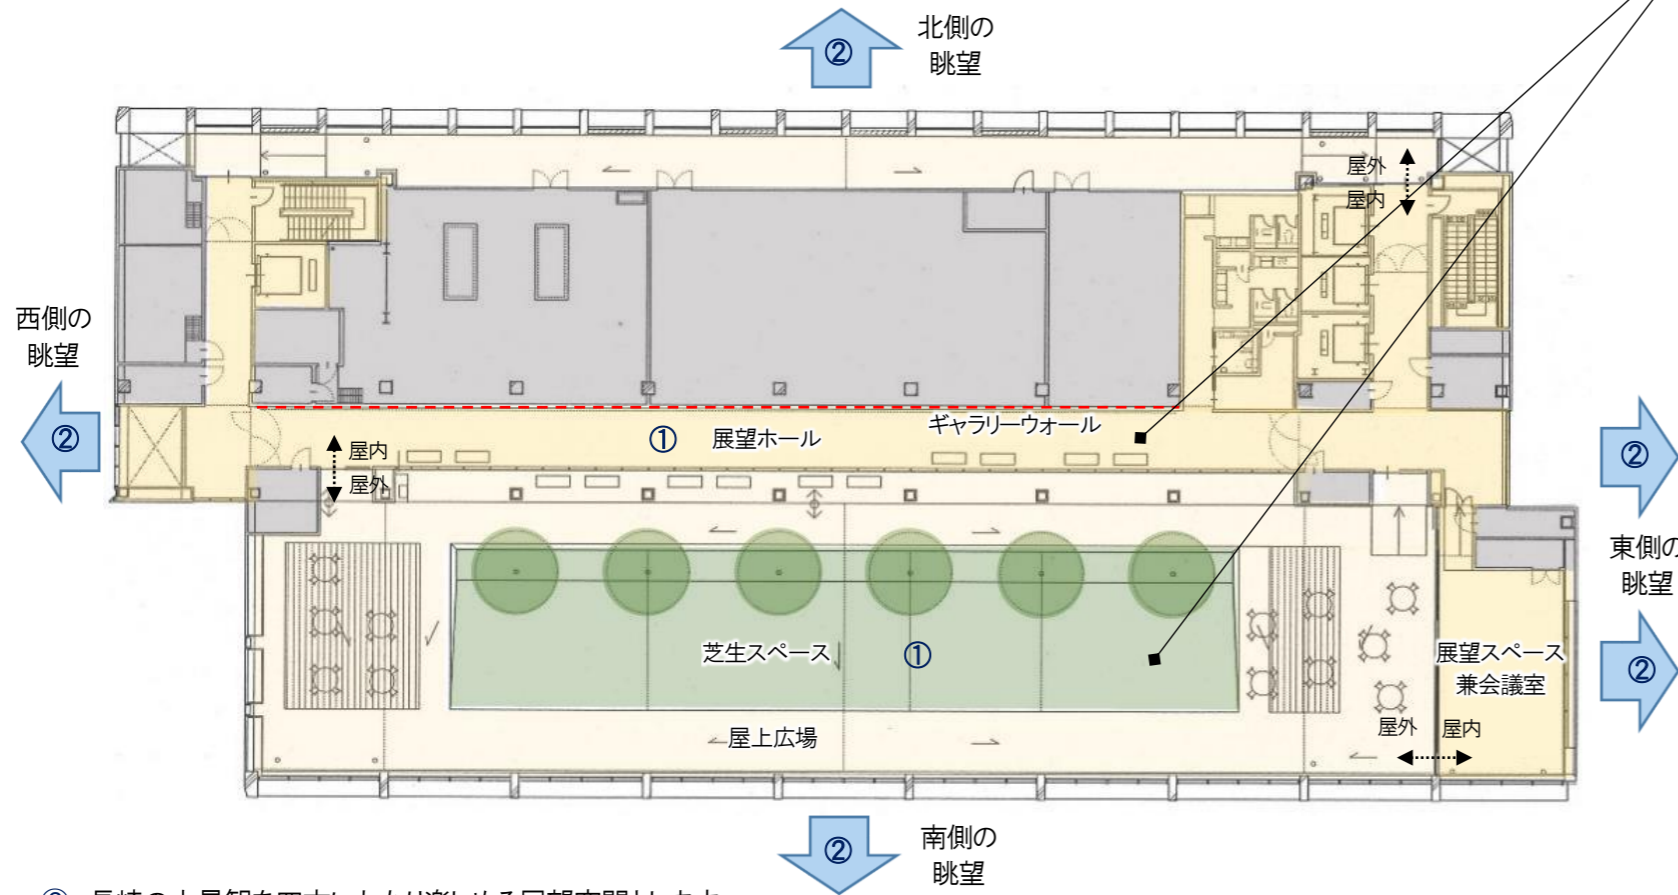 北側の
眺望
②
屋外
屋内
西側の
眺望
②
① 展望ホール
ギャラリーウォール
屋内
屋外
②
東側の
眺望
②
芝生スペース
①
展望スペース
兼会議室
屋上広場
屋外
屋内
②
南側の
眺望